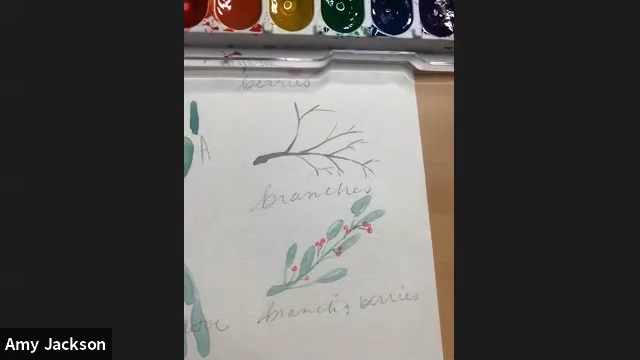 berries
A
branches
branch & berries
Amy Jackson